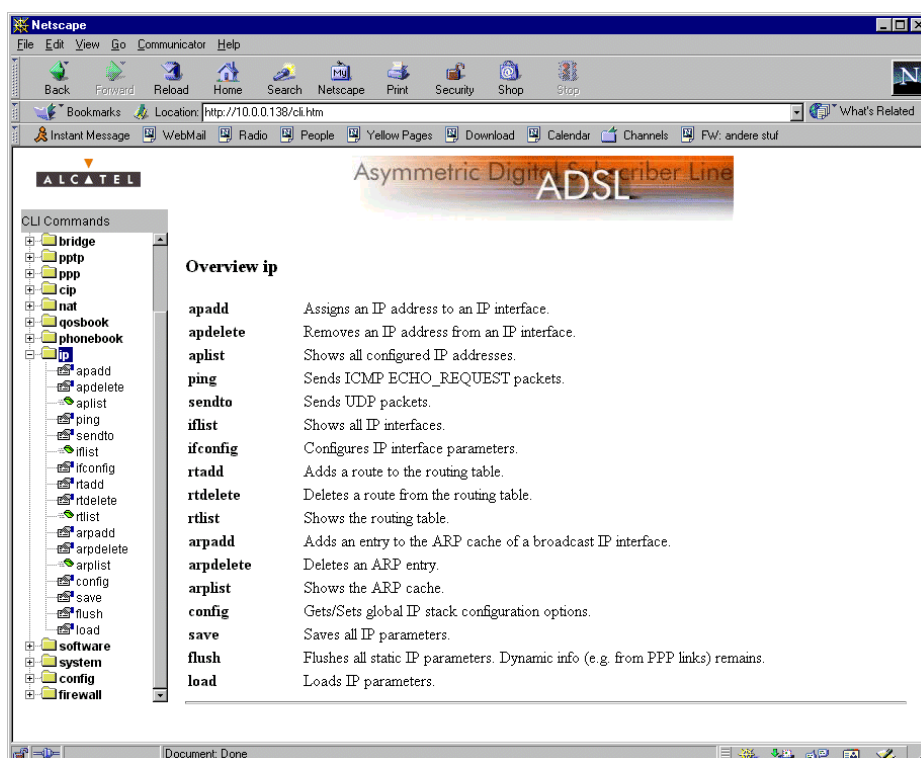 Netscape
File Edit View Go Communicator Help
Back Forward Reload Home Search Netscape Print Security Shop Stop
Bookmarks Location: http://10.0.0.138/cli.htm What's Related
Instant Message WebMail Radio People Yellow Pages Download Calendar Channels FW: andere stuf
ALCATEL
Asymmetric Digital Subscriber Line
ADSL
CLI Commands
bridge
pptp
ppp
cip
nat
qosbook
phonebook
ip
apadd
apdelete
aplist
ping
sendto
iflist
ifconfig
rtadd
rtdelete
rtlist
arpadd
arpdelete
arplist
config
save
flush
load
software
system
config
firewall
Overview ip
apadd Assigns an IP address to an IP interface.
apdelete Removes an IP address from an IP interface.
aplist Shows all configured IP addresses.
ping Sends ICMP ECHO_REQUEST packets.
sendto Sends UDP packets.
iflist Shows all IP interfaces.
ifconfig Configures IP interface parameters.
rtadd Adds a route to the routing table.
rtdelete Deletes a route from the routing table.
rtlist Shows the routing table.
arpadd Adds an entry to the ARP cache of a broadcast IP interface.
arpdelete Deletes an ARP entry.
arplist Shows the ARP cache.
config Gets/Sets global IP stack configuration options.
save Saves all IP parameters.
flush Flushes all static IP parameters. Dynamic info (e.g. from PPP links) remains.
load Loads IP parameters.
Document: Done